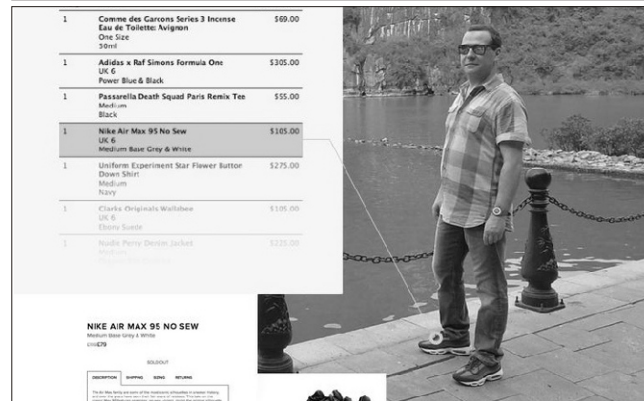 1 Comme des Garcons Series 3 Incense $69.00
Eau de Toilette: Avignon
One Size
50ml
1 Adidas x Raf Simons Formula One $305.00
UK 6
Power Blue & Black
1 Passarella Death Squad Paris Remix Tee $55.00
Medium
Black
1 Nike Air Max 95 No Sew $105.00
UK 6
Medium Base Grey & White
1 Uniform Experiment Star Flower Button $275.00
Down Shirt
Medium
Navy
1 Clarks Originals Wallabee $105.00
UK 6
Ebony Suede
1 Nudie Perry Denim Jacket $225.00
Medium
NIKE AIR MAX 95 NO SEW
Medium Base Grey & White
£79
SOLD OUT
DESCRIPTION SHIPPING SIZING RETURNS